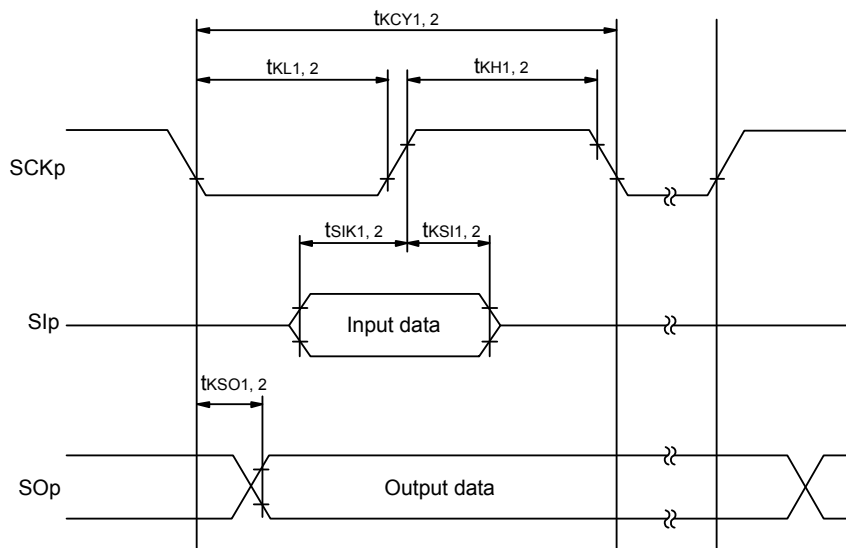 tKCY1, 2
tKL1, 2
tKH1, 2
SCKp
tSIK1, 2
tKSI1, 2
SIp
Input data
tKSO1, 2
SOp
Output data